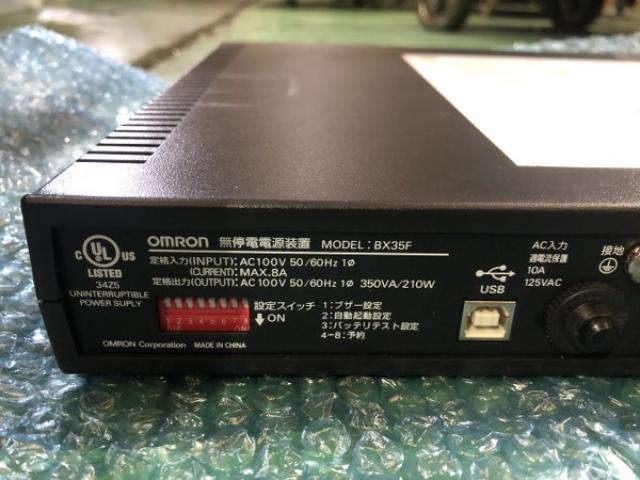 C UL US
LISTED
34Z5
UNINTERRUPTIBLE
POWER SUPLY
OMRON 無停電電源装置 MODEL：BX35F
定格入力(INPUT)：AC100V 50/60Hz 1Φ
(CURRENT)：MAX.8A
定格出力(OUTPUT)：AC100V 50/60Hz 1Φ 350VA/210W
1 2 3 4 5 6 7 8
DIP ON
設定スイッチ
↓ON
1：ブザー設定
2：自動起動設定
3：バッテリテスト設定
4−8：予約
OMRON Corporation MADE IN CHINA
USB
AC入力
過電流保護
10A
125VAC
接地